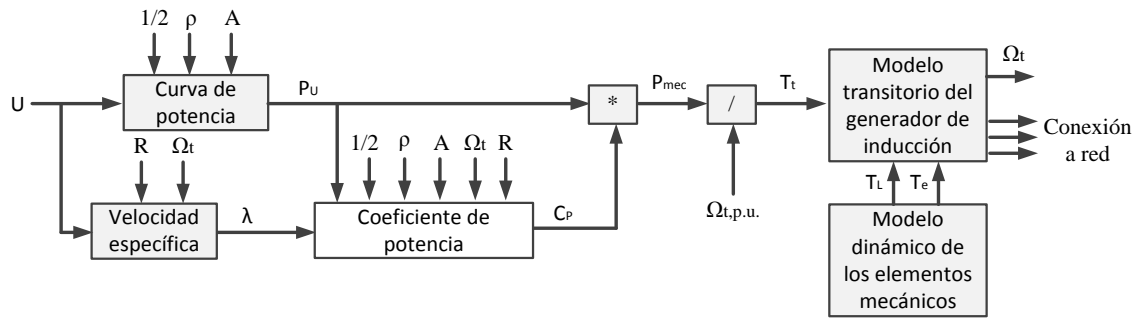 1/2 ρ A
U
Curva de
potencia
PU
R Ωt
Velocidad
específica
λ
1/2 ρ A Ωt R
Coeficiente de
potencia
CP
*
Pmec
/
Ωt,p.u.
Tt
Modelo
transitorio del
generador de
inducción
Ωt
Conexión
a red
TL Te
Modelo
dinámico de
los elementos
mecánicos